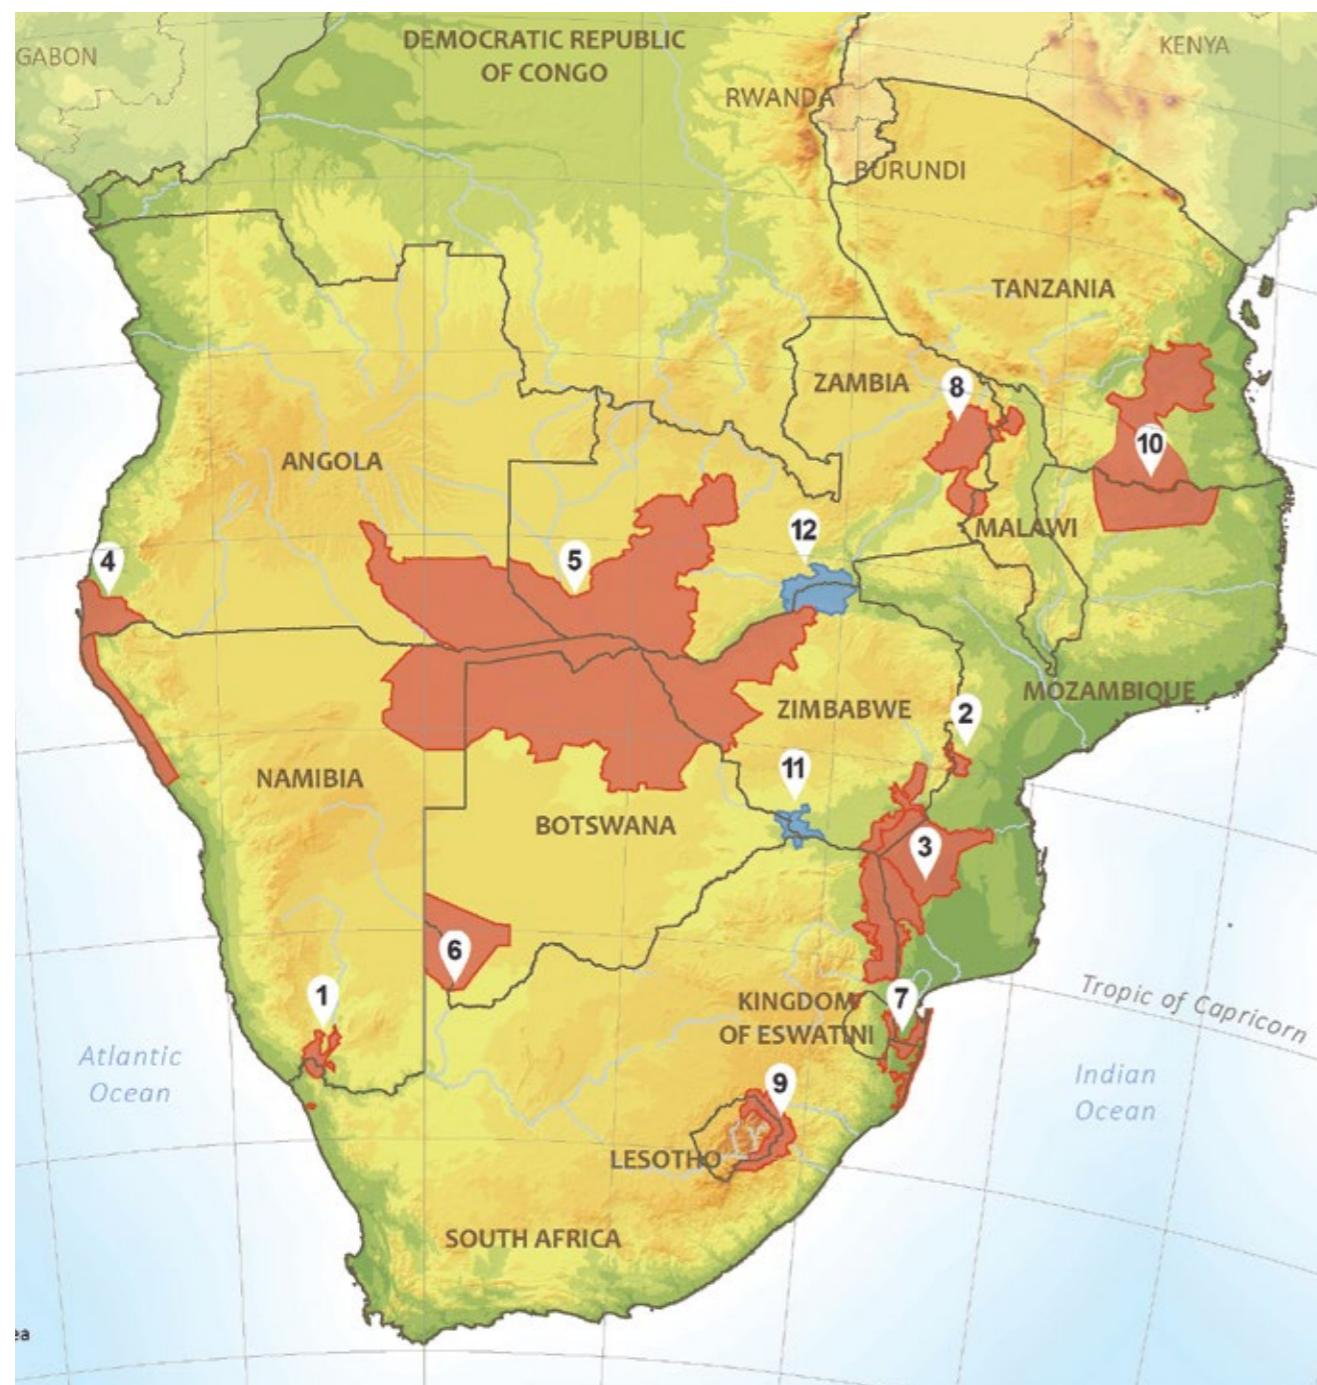 GABON
DEMOCRATIC REPUBLIC
OF CONGO
KENYA
RWANDA
BURUNDI
TANZANIA
ZAMBIA
8
10
ANGOLA
12
MALAWI
4
5
MOZAMBIQUE
ZIMBABWE
2
NAMIBIA
11
BOTSWANA
3
6
1
KINGDOM
OF ESWATINI
7
Tropic of Capricorn
Atlantic
Ocean
9
Indian
Ocean
LESOTHO
SOUTH AFRICA
ea